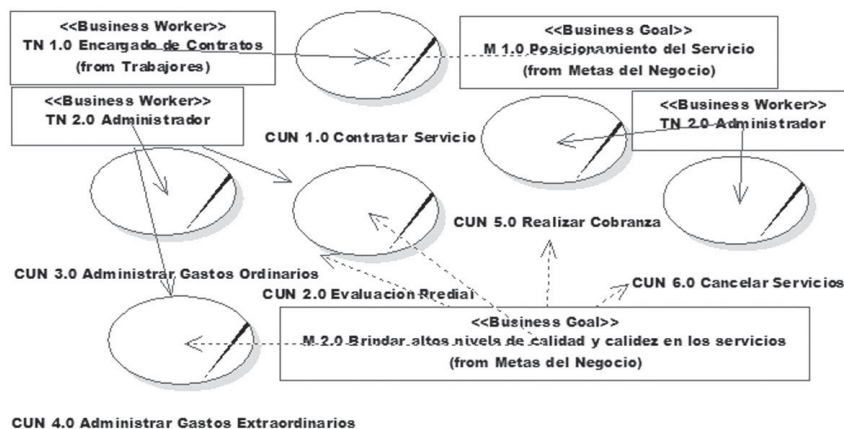 <<Business Worker>>
TN 1.0 Encargado de Contratos
(from Trabajores)
<<Business Goal>>
M 1.0 Posicionamiento del Servicio
(from Metas del Negocio)
<<Business Worker>>
TN 2.0 Administrador
<<Business Worker>>
TN 2.0 Administrador
CUN 1.0 Contratar Servicio
CUN 5.0 Realizar Cobranza
CUN 3.0 Administrar Gastos Ordinarios
CUN 2.0 Evaluación Predial
CUN 6.0 Cancelar Servicios
<<Business Goal>>
M 2.0 Brindar altos nivels de calidad y calidez en los servicios
(from Metas del Negocio)
CUN 4.0 Administrar Gastos Extraordinarios